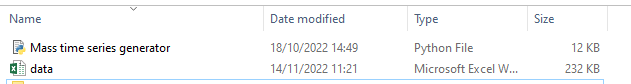 Name Date modified Type Size
Mass time series generator 18/10/2022 14:49 Python File 12 KB
data 14/11/2022 11:21 Microsoft Excel W... 232 KB